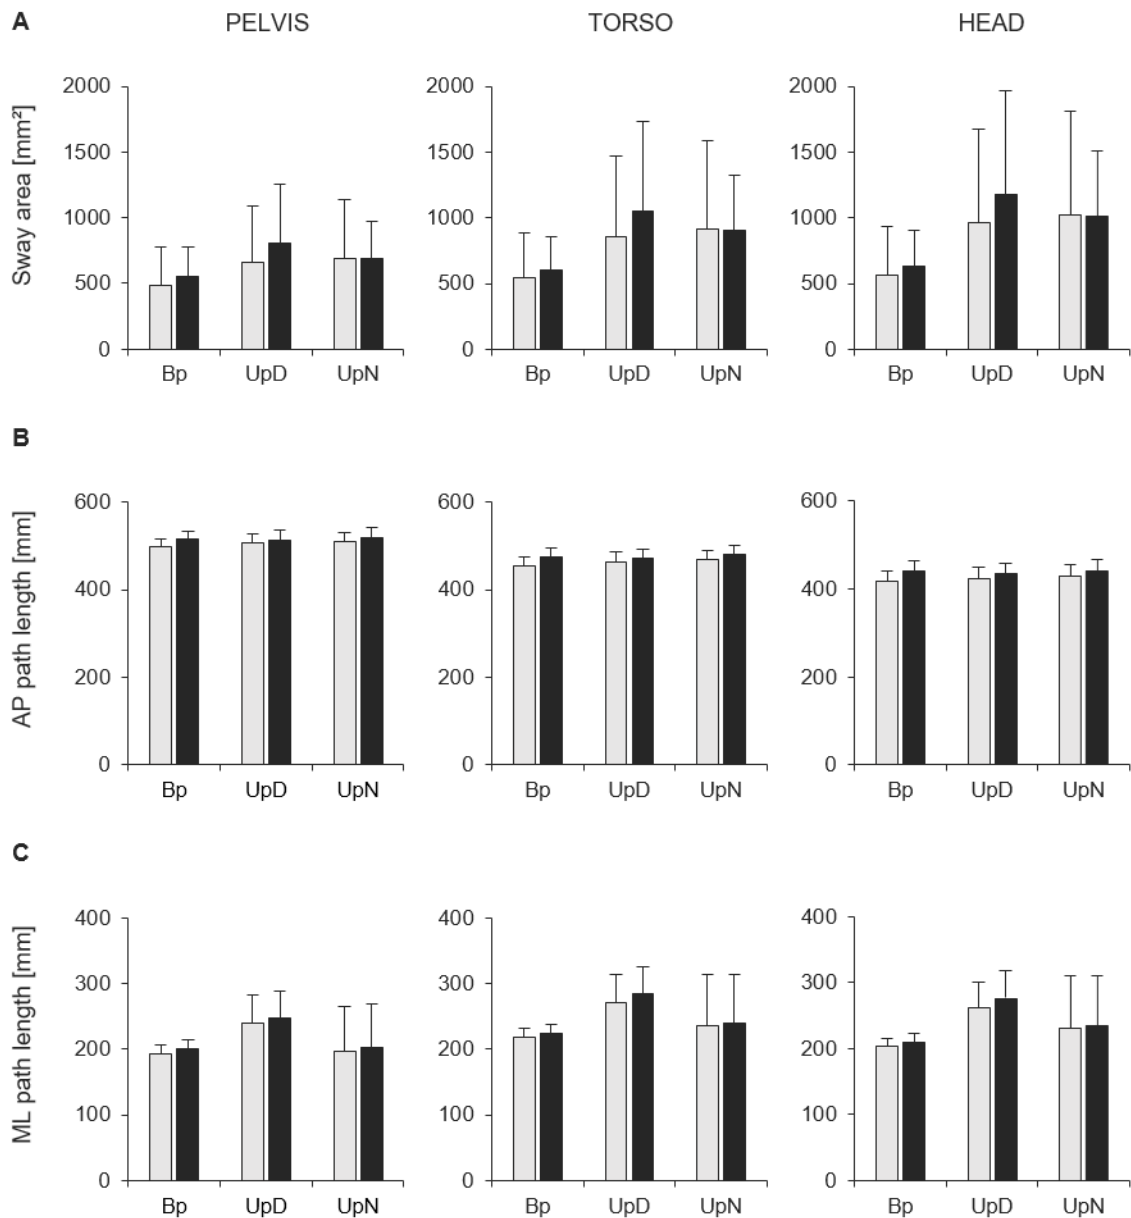 A PELVIS TORSO HEAD
Sway area [mm²]
2000 2000 2000
1500 1500 1500
1000 1000 1000
500 500 500
0 0 0
Bp UpD UpN Bp UpD UpN Bp UpD UpN
B
AP path length [mm]
600 600 600
400 400 400
200 200 200
0 0 0
Bp UpD UpN Bp UpD UpN Bp UpD UpN
C
ML path length [mm]
400 400 400
300 300 300
200 200 200
100 100 100
0 0 0
Bp UpD UpN Bp UpD UpN Bp UpD UpN